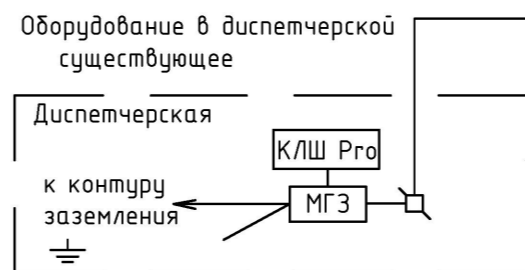 Оборудование в диспетчерской
существующее
Диспетчерская
КЛШ Pro
к контуру
заземления
МГЗ